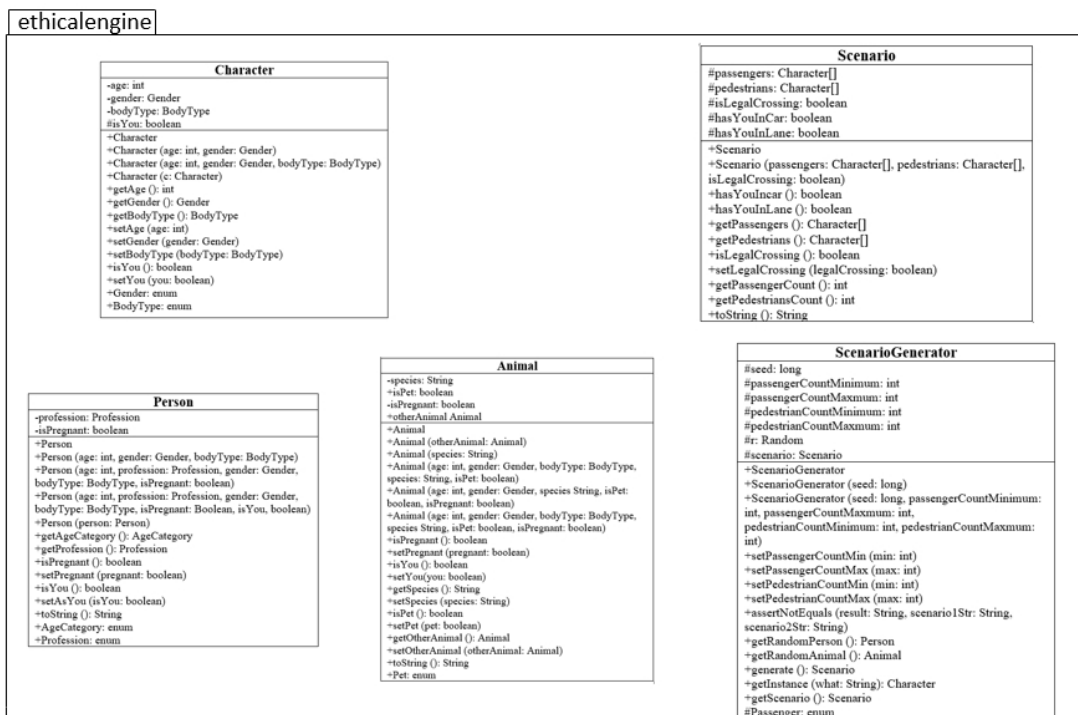 ethicalengine
Character
-age: int
-gender: Gender
-bodyType: BodyType
#isYou: boolean
+Character
+Character (age: int, gender: Gender)
+Character (age: int, gender: Gender, bodyType: BodyType)
+Character (c: Character)
+getAge (): int
+getGender (): Gender
+getBodyType (): BodyType
+setAge (age: int)
+setGender (gender: Gender)
+setBodyType (bodyType: BodyType)
+isYou (): boolean
+setYou (you: boolean)
+Gender: enum
+BodyType: enum
Scenario
#passengers: Character[]
#pedestrians: Character[]
#isLegalCrossing: boolean
#hasYouInCar: boolean
#hasYouInLane: boolean
+Scenario
+Scenario (passengers: Character[], pedestrians: Character[],
isLegalCrossing: boolean)
+hasYouIncar (): boolean
+hasYouInLane (): boolean
+getPassengers (): Character[]
+getPedestrians (): Character[]
+isLegalCrossing (): boolean
+setLegalCrossing (legalCrossing: boolean)
+getPassengerCount (): int
+getPedestriansCount (): int
+toString (): String
Person
-profession: Profession
-isPregnant: boolean
+Person
+Person (age: int, gender: Gender, bodyType: BodyType)
+Person (age: int, profession: Profession, gender: Gender,
bodyType: BodyType, isPregnant: boolean)
+Person (age: int, profession: Profession, gender: Gender,
bodyType: BodyType, isPregnant: Boolean, isYou, boolean)
+Person (person: Person)
+getAgeCategory (): AgeCategory
+getProfession (): Profession
+isPregnant (): boolean
+setPregnant (pregnant: boolean)
+isYou (): boolean
+setAsYou (isYou: boolean)
+toString (): String
+AgeCategory: enum
+Profession: enum
Animal
-species: String
+isPet: boolean
-isPregnant: boolean
+otherAnimal Animal
+Animal
+Animal (otherAnimal: Animal)
+Animal (species: String)
+Animal (age: int, gender: Gender, bodyType: BodyType,
species: String, isPet: boolean)
+Animal (age: int, gender: Gender, species String, isPet:
boolean, isPregnant: boolean)
+Animal (age: int, gender: Gender, bodyType: BodyType,
species String, isPet: boolean, isPregnant: boolean)
+isPregnant (): boolean
+setPregnant (pregnant: boolean)
+isYou (): boolean
+setYou(you: boolean)
+getSpecies (): String
+setSpecies (species: String)
+isPet (): boolean
+setPet (pet: boolean)
+getOtherAnimal (): Animal
+setOtherAnimal (otherAnimal: Animal)
+toString (): String
+Pet: enum
ScenarioGenerator
#seed: long
#passengerCountMinimum: int
#passengerCountMaxmum: int
#pedestrianCountMinimum: int
#pedestrianCountMaxmum: int
#r: Random
#scenario: Scenario
+ScenarioGenerator
+ScenarioGenerator (seed: long)
+ScenarioGenerator (seed: long, passengerCountMinimum:
int, passengerCountMaxmum: int,
pedestrianCountMinimum: int, pedestrianCountMaxmum:
int)
+setPassengerCountMin (min: int)
+setPassengerCountMax (max: int)
+setPedestrianCountMin (min: int)
+setPedestrianCountMax (max: int)
+assertNotEquals (result: String, scenario1Str: String,
scenario2Str: String)
+getRandomPerson (): Person
+getRandomAnimal (): Animal
+generate (): Scenario
+getInstance (what: String): Character
+getScenario (): Scenario
#Passenger: enum